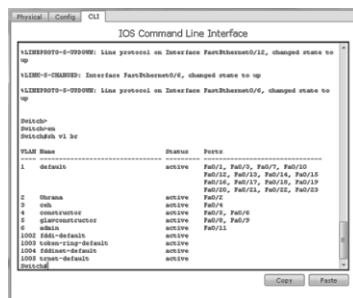 Physical Config CLI
IOS Command Line Interface
%LINEPROTO-5-UPDOWN: Line protocol on Interface FastEthernet0/12, changed state to
up
%LINK-5-CHANGED: Interface FastEthernet0/6, changed state to up
%LINEPROTO-5-UPDOWN: Line protocol on Interface FastEthernet0/6, changed state to
up
Switch>
Switch>en
Switch#sh vl br
VLAN Name Status Ports
1 default active Fa0/1, Fa0/3, Fa0/7, Fa0/10
Fa0/12, Fa0/13, Fa0/14, Fa0/15
Fa0/16, Fa0/17, Fa0/18, Fa0/19
Fa0/20, Fa0/21, Fa0/22, Fa0/23
2 Ohrana active Fa0/2
3 ceh active Fa0/4
4 constructor active Fa0/5, Fa0/6
5 glavconstructor active Fa0/8, Fa0/9
6 admin active Fa0/11
1002 fddi-default active
1003 token-ring-default active
1004 fddinet-default active
1005 trnet-default active
Switch#
Copy Paste